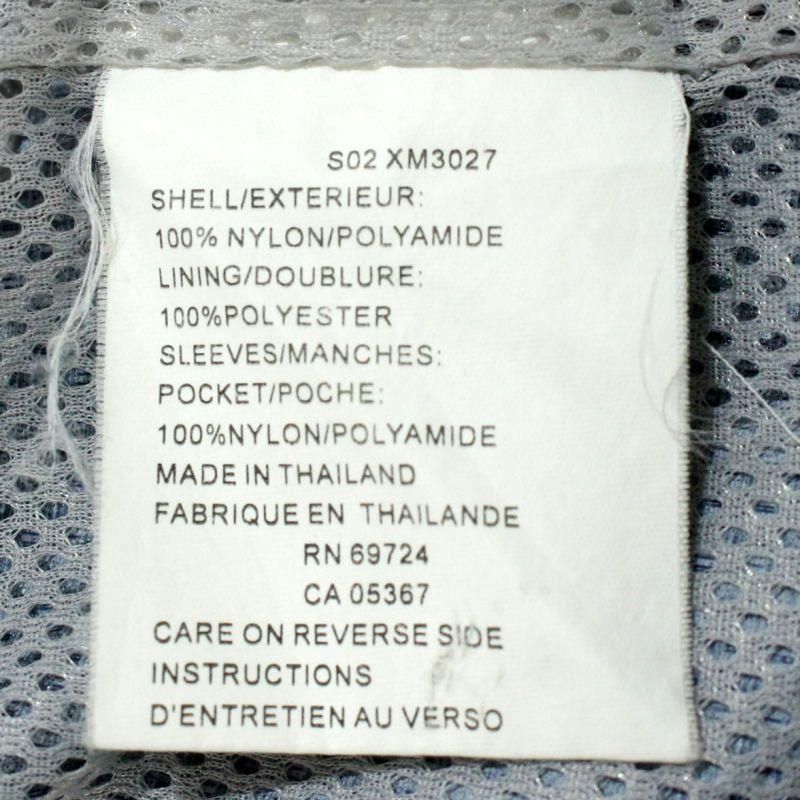 S02 XM3027
SHELL/EXTERIEUR:
100% NYLON/POLYAMIDE
LINING/DOUBLURE:
100%POLYESTER
SLEEVES/MANCHES:
POCKET/POCHE:
100%NYLON/POLYAMIDE
MADE IN THAILAND
FABRIQUE EN THAILANDE
RN 69724
CA 05367
CARE ON REVERSE SIDE
INSTRUCTIONS
D'ENTRETIEN AU VERSO